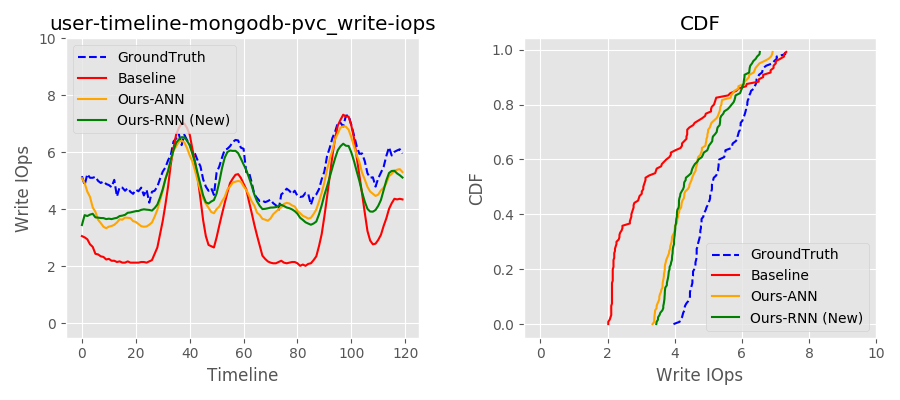 user-timeline-mongodb-pvc_write-iops
10
8
6
4
2
0
Write IOps
GroundTruth
Baseline
Ours-ANN
Ours-RNN (New)
0 20 40 60 80 100 120
Timeline
CDF
1.0
0.8
0.6
0.4
0.2
0.0
CDF
GroundTruth
Baseline
Ours-ANN
Ours-RNN (New)
0 2 4 6 8 10
Write IOps